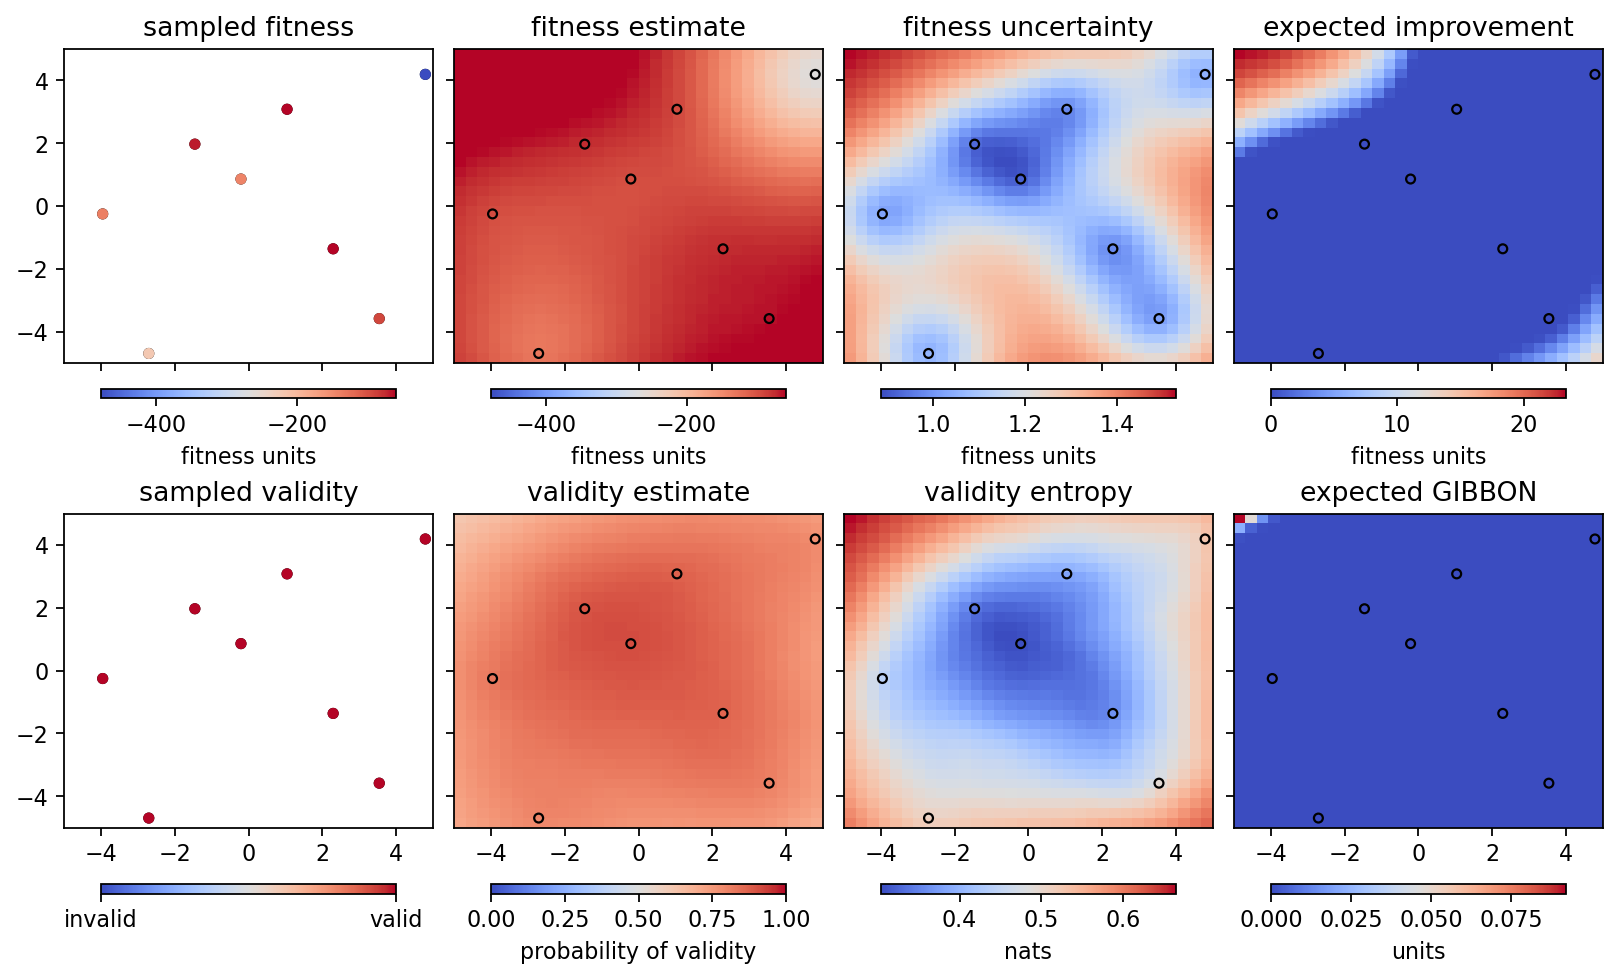 sampled fitness
fitness estimate
fitness uncertainty
expected improvement
4
2
0
−2
−4
−400 −200
fitness units
−400 −200
fitness units
1.0 1.2 1.4
fitness units
0 10 20
fitness units
sampled validity
validity estimate
validity entropy
expected GIBBON
4
2
0
−2
−4
−4 −2 0 2 4
−4 −2 0 2 4
−4 −2 0 2 4
−4 −2 0 2 4
invalid valid
0.00 0.25 0.50 0.75 1.00
probability of validity
0.4 0.5 0.6
nats
0.000 0.025 0.050 0.075
units